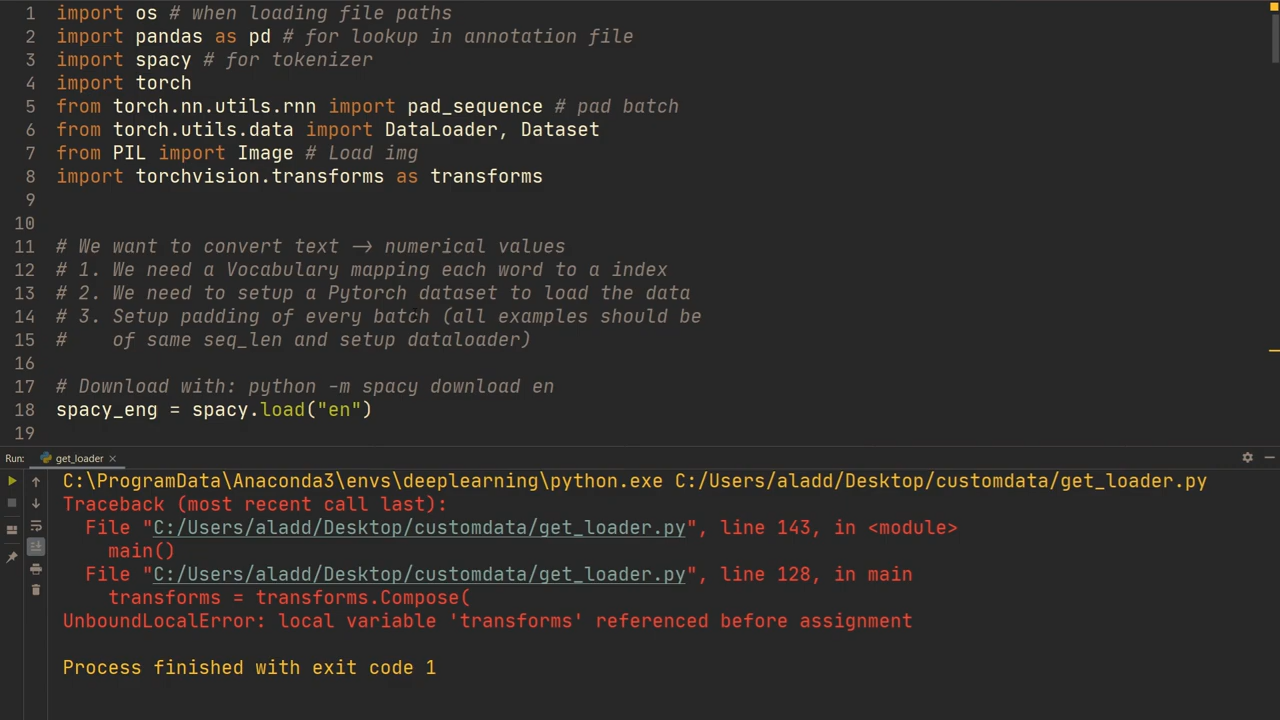 1 import os # when loading file paths
2 import pandas as pd # for lookup in annotation file
3 import spacy # for tokenizer
4 import torch
5 from torch.nn.utils.rnn import pad_sequence # pad batch
6 from torch.utils.data import DataLoader, Dataset
7 from PIL import Image # Load img
8 import torchvision.transforms as transforms
9
10
11 # We want to convert text -> numerical values
12 # 1. We need a Vocabulary mapping each word to a index
13 # 2. We need to setup a Pytorch dataset to load the data
14 # 3. Setup padding of every batch (all examples should be
15 #    of same seq_len and setup dataloader)
16
17 # Download with: python -m spacy download en
18 spacy_eng = spacy.load("en")
19
Run: get_loader ×
C:\ProgramData\Anaconda3\envs\deeplearning\python.exe C:/Users/aladd/Desktop/customdata/get_loader.py
Traceback (most recent call last):
  File "C:/Users/aladd/Desktop/customdata/get_loader.py", line 143, in <module>
    main()
  File "C:/Users/aladd/Desktop/customdata/get_loader.py", line 128, in main
    transforms = transforms.Compose(
UnboundLocalError: local variable 'transforms' referenced before assignment
Process finished with exit code 1